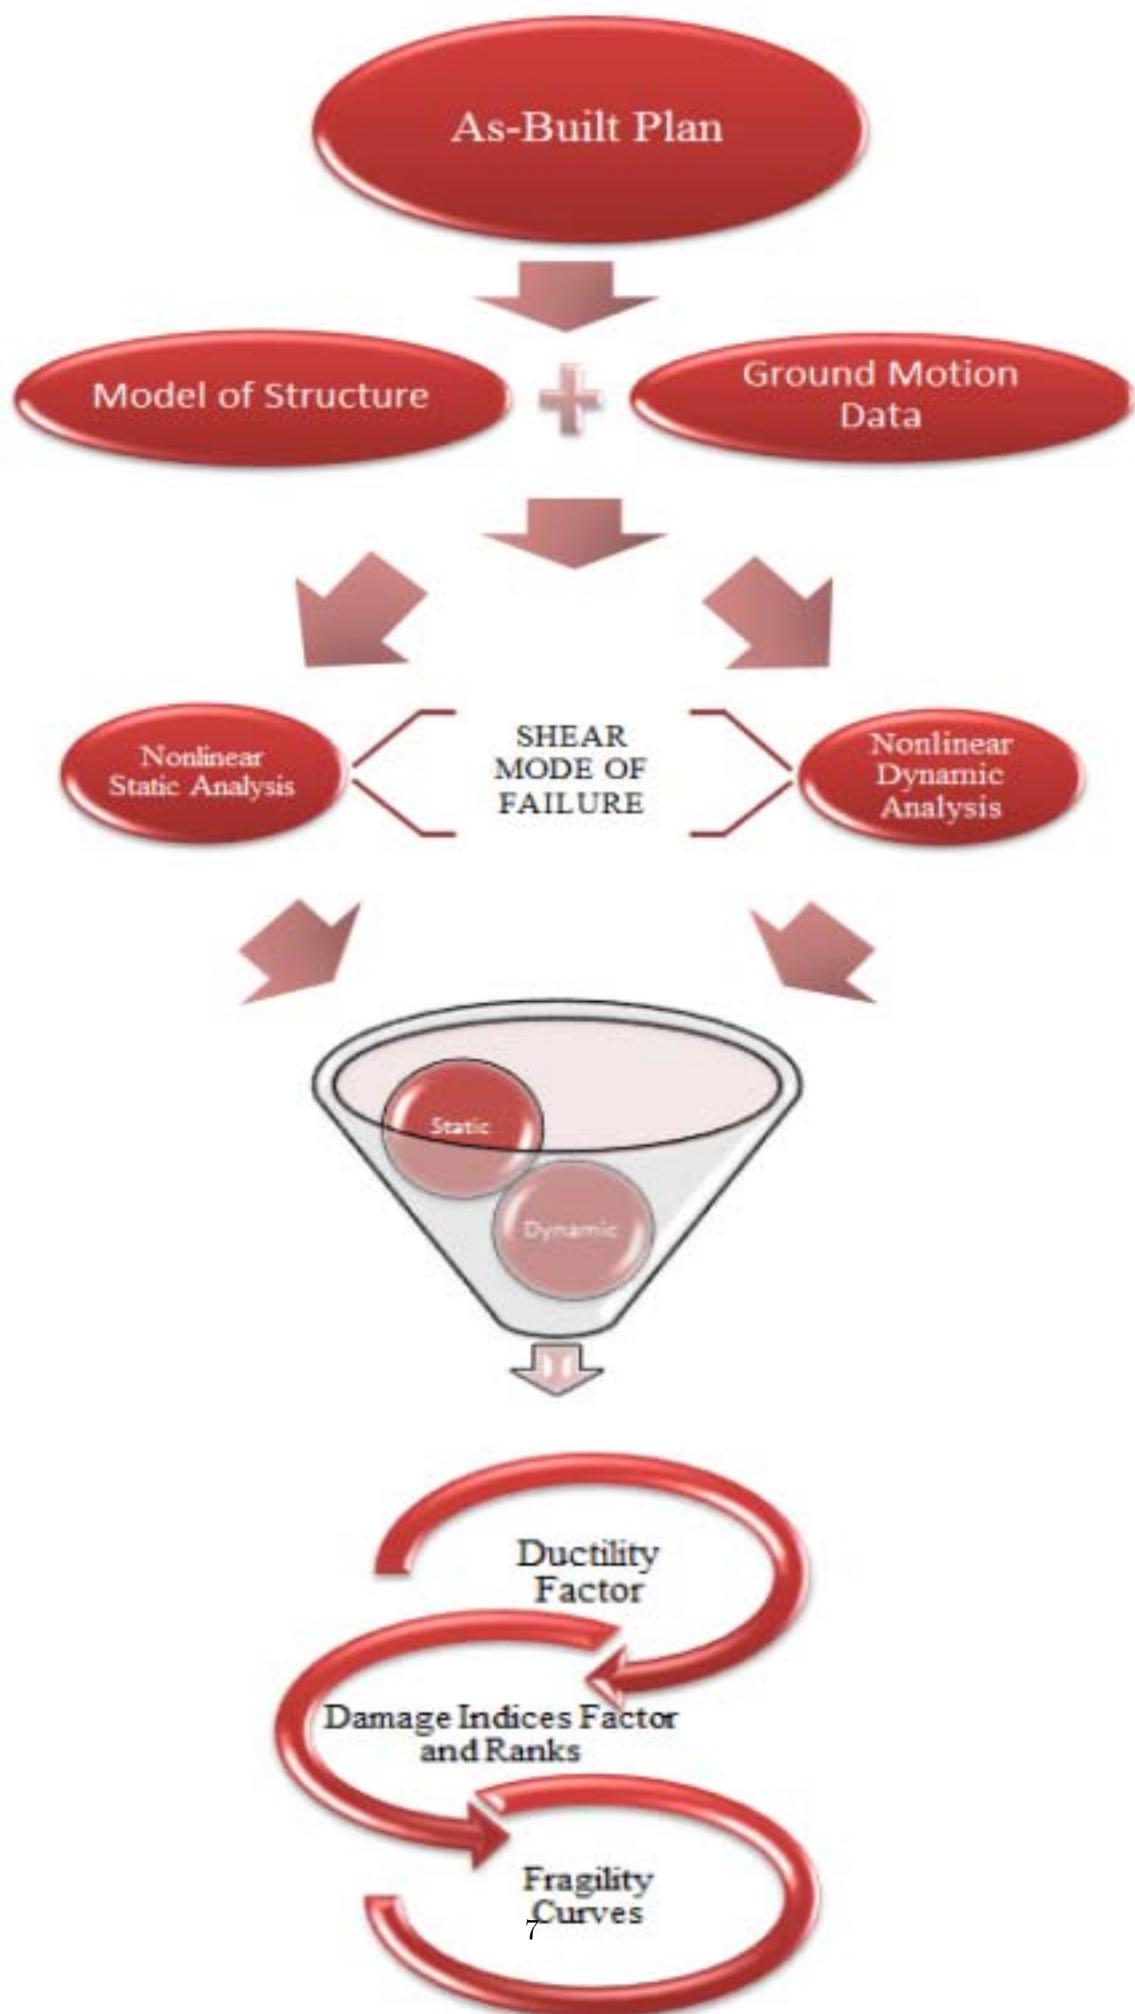 As-Built Plan
Model of Structure
Ground Motion
Data
Nonlinear
Static Analysis
SHEAR
MODE OF
FAILURE
Nonlinear
Dynamic
Analysis
Static
Dynamic
Ductility
Factor
Damage Indices Factor
and Ranks
Fragility
Curves
7